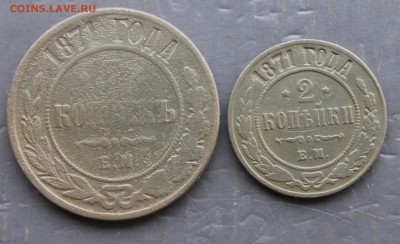 COINS.LAVE.RU
1871 ГОДА
КОПѢЕКЪ
Е.М.
1871 ГОДА
2
КОПѢЙКИ
Е.М.